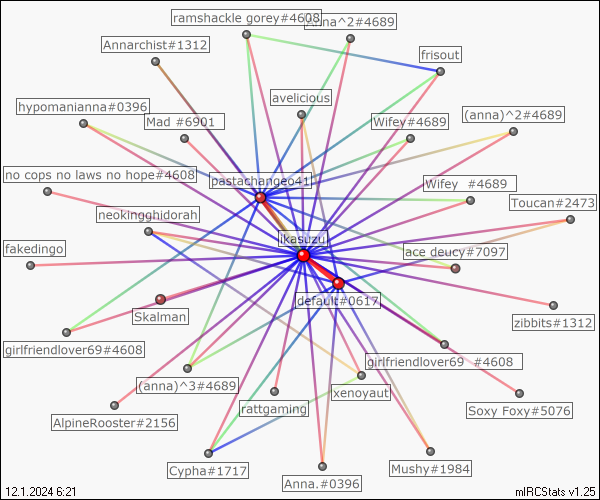 ramshackle gorey#4608
Anna^2#4689
Annarchist#1312
frisout
avelicious
hypomanianna#0396
Mad #6901
Wifey#4689
(anna)^2#4689
no cops no laws no hope#4608
pastachangeo41
Wifey #4689
Toucan#2473
neokingghidorah
ikasuzu
ace deucy#7097
fakedingo
default#0617
Skalman
zibbits#1312
girlfriendlover69#4608
girlfriendlover69 #4608
(anna)^3#4689
xenoyaut
rattgaming
Soxy Foxy#5076
AlpineRooster#2156
Cypha#1717
Mushy#1984
Anna.#0396
12.1.2024 6:21
mIRCStats v1.25